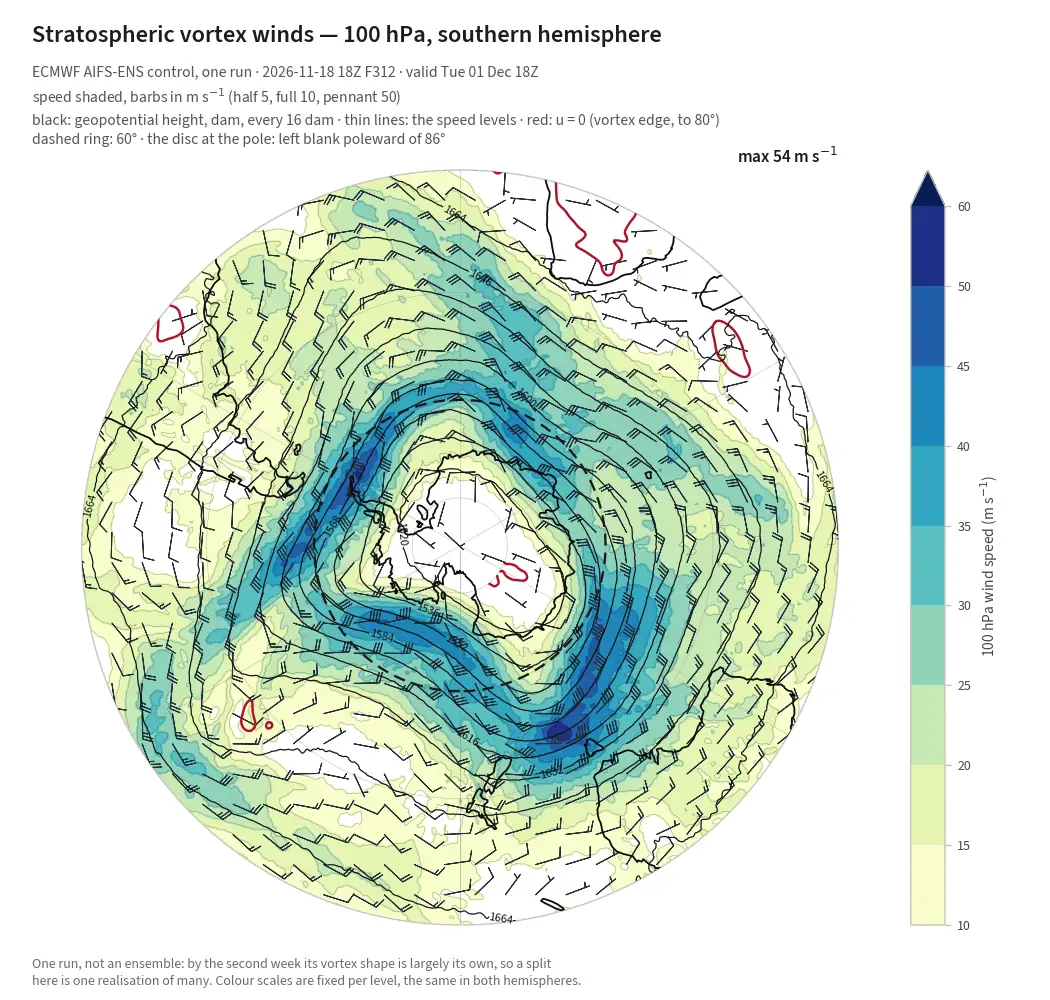 Stratospheric vortex winds — 100 hPa, southern hemisphere
ECMWF AIFS-ENS control, one run · 2026-11-18 18Z F312 · valid Tue 01 Dec 18Z
speed shaded, barbs in m s⁻¹ (half 5, full 10, pennant 50)
black: geopotential height, dam, every 16 dam · thin lines: the speed levels · red: u = 0 (vortex edge, to 80°)
dashed ring: 60° · the disc at the pole: left blank poleward of 86°
max 54 m s⁻¹
1664
1664
1664
1536
1584
1616
1664
60
50
45
40
35
30
25
20
15
10
100 hPa wind speed (m s⁻¹)
One run, not an ensemble: by the second week its vortex shape is largely its own, so a split
here is one realisation of many. Colour scales are fixed per level, the same in both hemispheres.